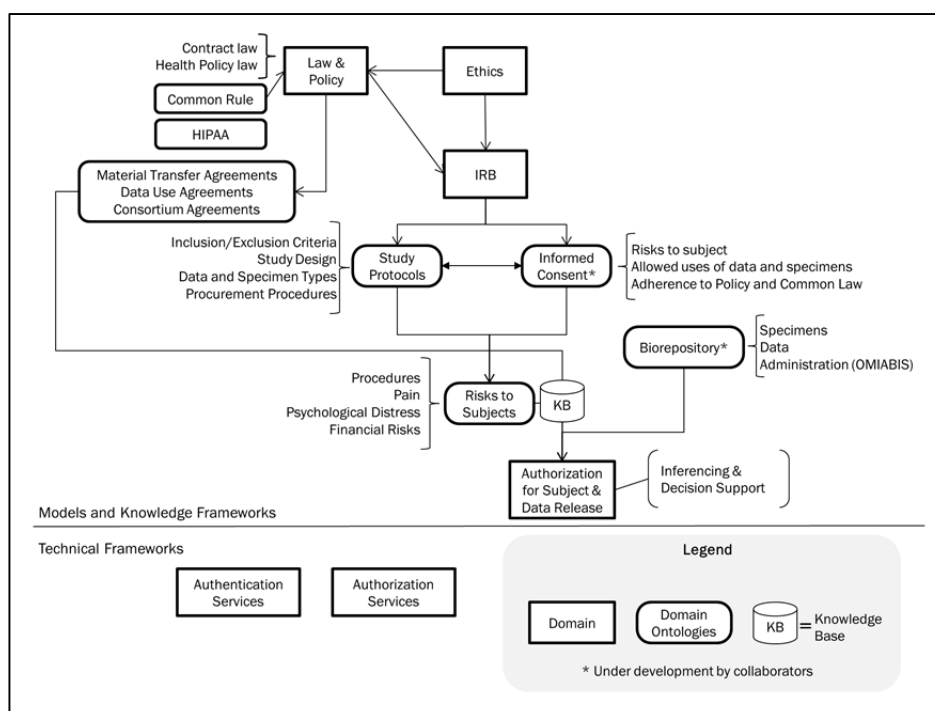 Contract law
Health Policy law
Law &
Policy
Ethics
Common Rule
HIPAA
IRB
Material Transfer Agreements
Data Use Agreements
Consortium Agreements
Inclusion/Exclusion Criteria
Study Design
Data and Specimen Types
Procurement Procedures
Study
Protocols
Informed
Consent*
Risks to subject
Allowed uses of data and specimens
Adherence to Policy and Common Law
Biorepository*
Specimens
Data
Administration (OMIABIS)
Procedures
Pain
Psychological Distress
Financial Risks
Risks to
Subjects
KB
Authorization
for Subject &
Data Release
Inferencing &
Decision Support
Models and Knowledge Frameworks
Technical Frameworks
Authentication
Services
Authorization
Services
Legend
Domain
Domain
Ontologies
KB
=
Knowledge
Base
* Under development by collaborators